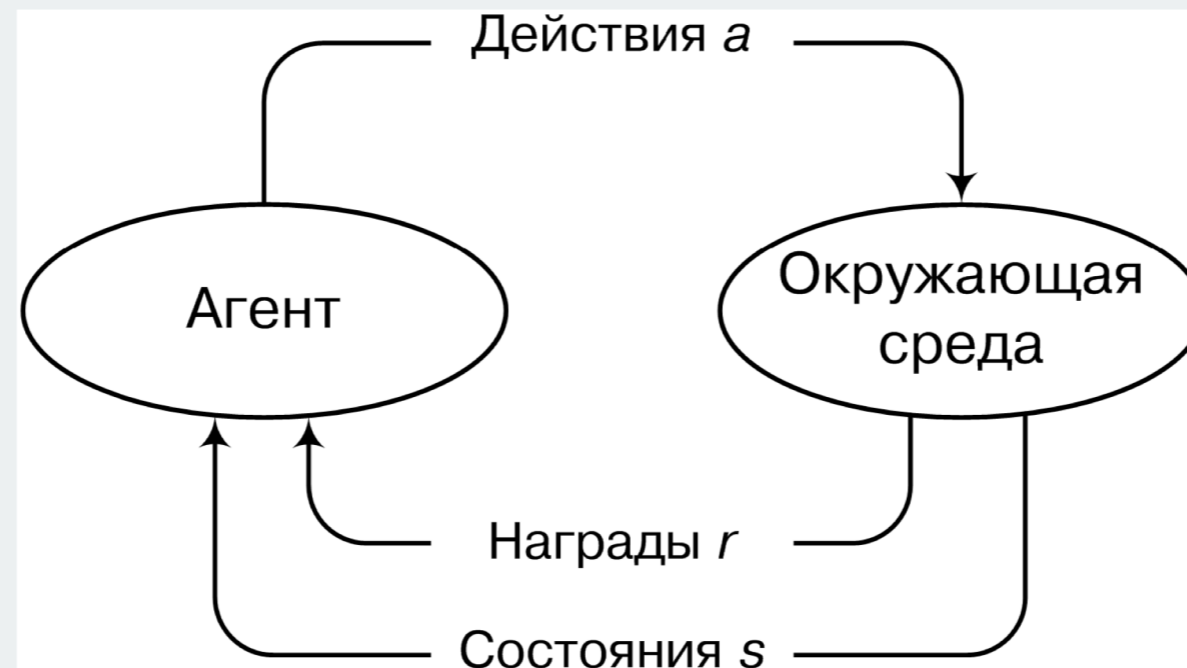 Действия a
Агент
Окружающая
среда
Награды r
Состояния s